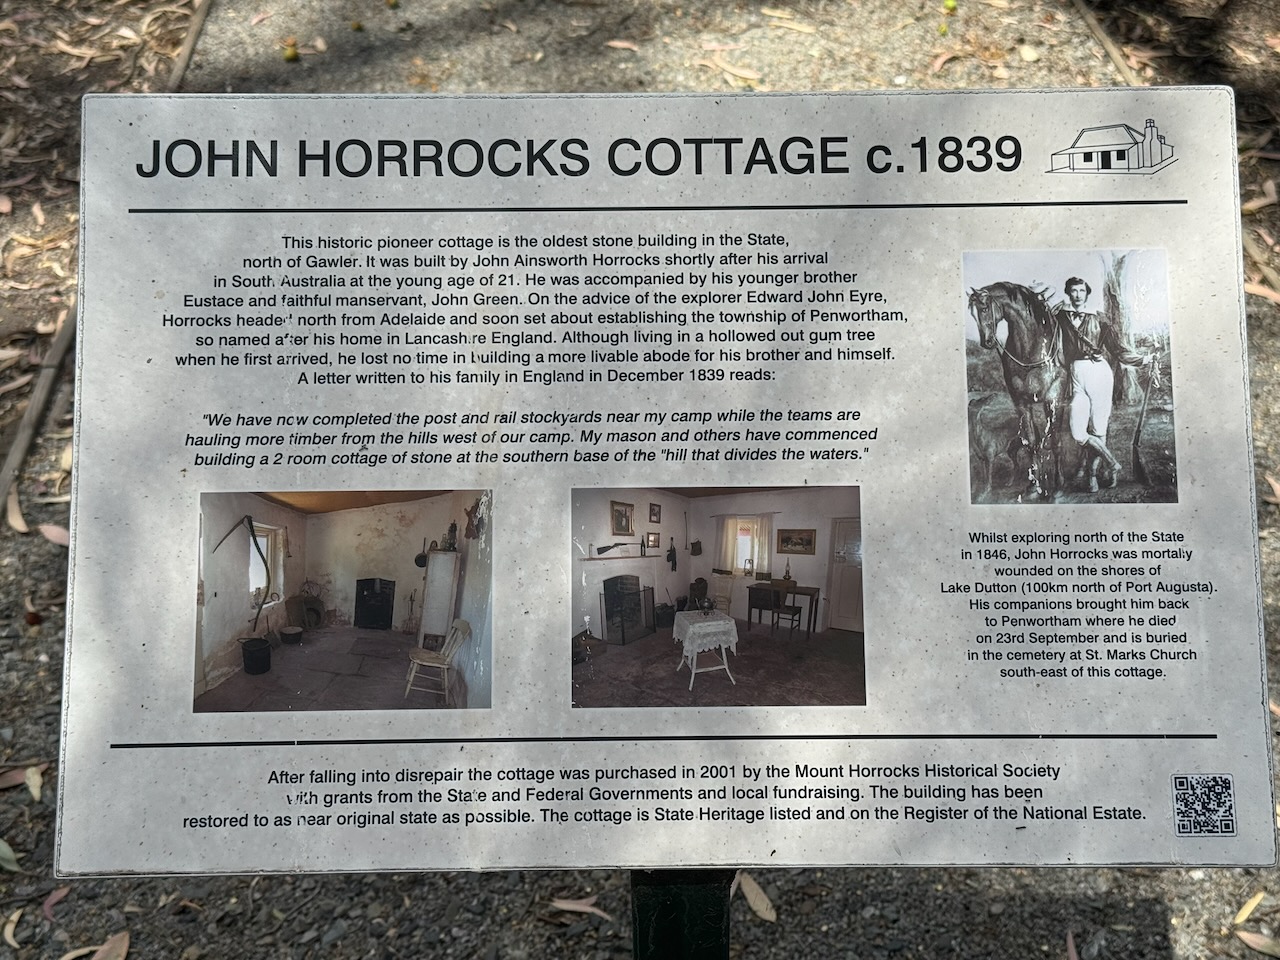 JOHN HORROCKS COTTAGE c.1839
This historic pioneer cottage is the oldest stone building in the State,
north of Gawler. It was built by John Ainsworth Horrocks shortly after his arrival
in South Australia at the young age of 21. He was accompanied by his younger brother
Eustace and faithful manservant, John Green. On the advice of the explorer Edward John Eyre,
Horrocks headed north from Adelaide and soon set about establishing the township of Penwortham,
so named after his home in Lancashire England. Although living in a hollowed out gum tree
when he first arrived, he lost no time in building a more livable abode for his brother and himself.
A letter written to his family in England in December 1839 reads:
"We have now completed the post and rail stockyards near my camp while the teams are
hauling more timber from the hills west of our camp. My mason and others have commenced
building a 2 room cottage of stone at the southern base of the "hill that divides the waters."
Whilst exploring north of the State
in 1846, John Horrocks was mortally
wounded on the shores of
Lake Dutton (100km north of Port Augusta).
His companions brought him back
to Penwortham where he died
on 23rd September and is buried
in the cemetery at St. Marks Church
south-east of this cottage.
After falling into disrepair the cottage was purchased in 2001 by the Mount Horrocks Historical Society
with grants from the State and Federal Governments and local fundraising. The building has been
restored to as near original state as possible. The cottage is State Heritage listed and on the Register of the National Estate.